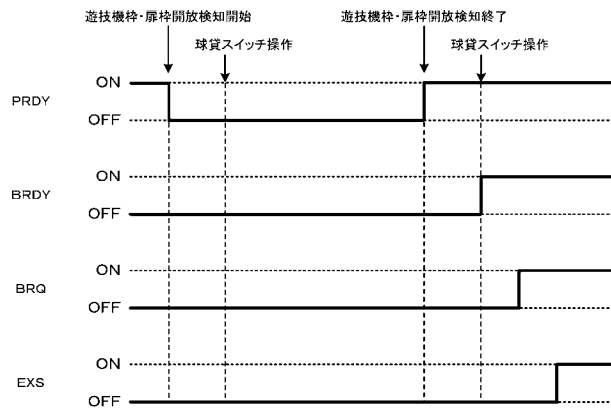 遊技機枠・扉枠開放検知開始
遊技機枠・扉枠開放検知終了
球貸スイッチ操作
球貸スイッチ操作
ON
PRDY
OFF
ON
BRDY
OFF
ON
BRQ
OFF
ON
EXS
OFF